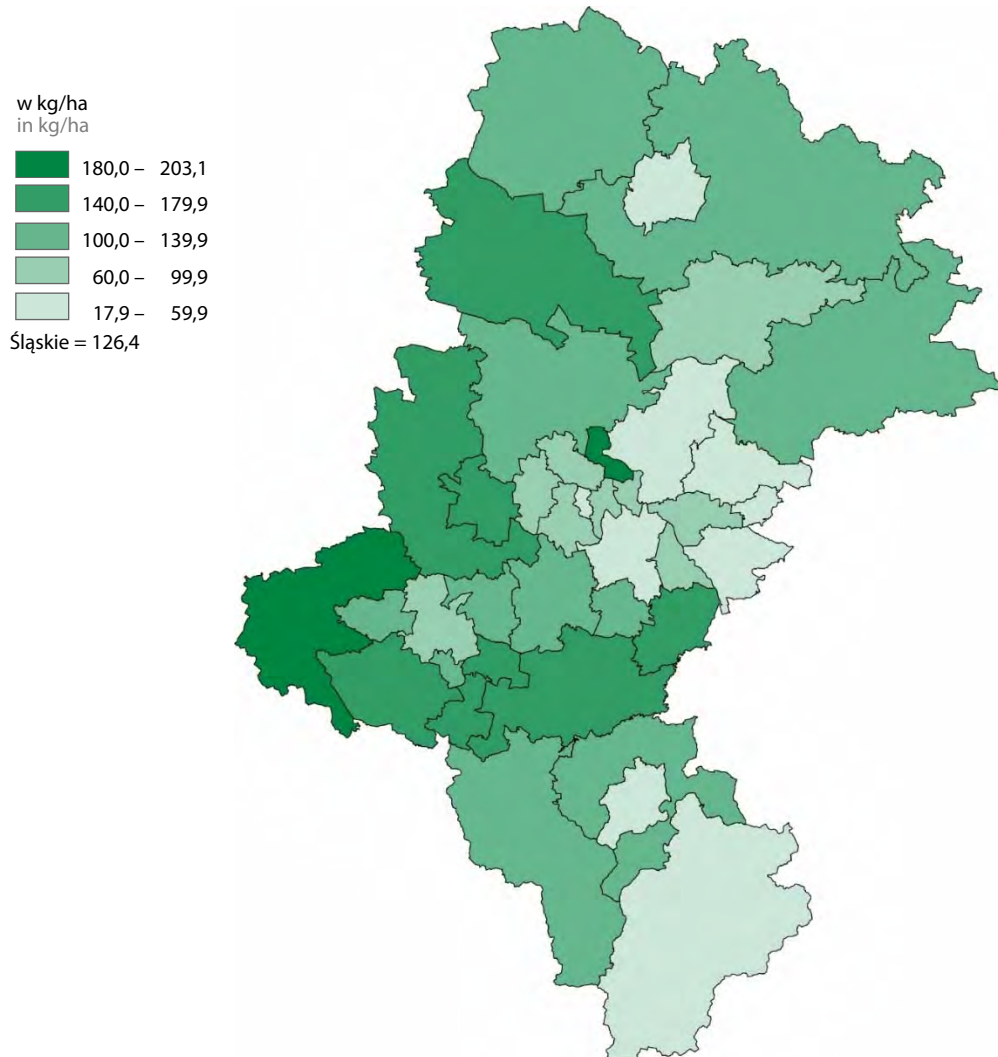 w kg/ha
in kg/ha
180,0 – 203,1
140,0 – 179,9
100,0 – 139,9
60,0 – 99,9
17,9 – 59,9
Śląskie = 126,4